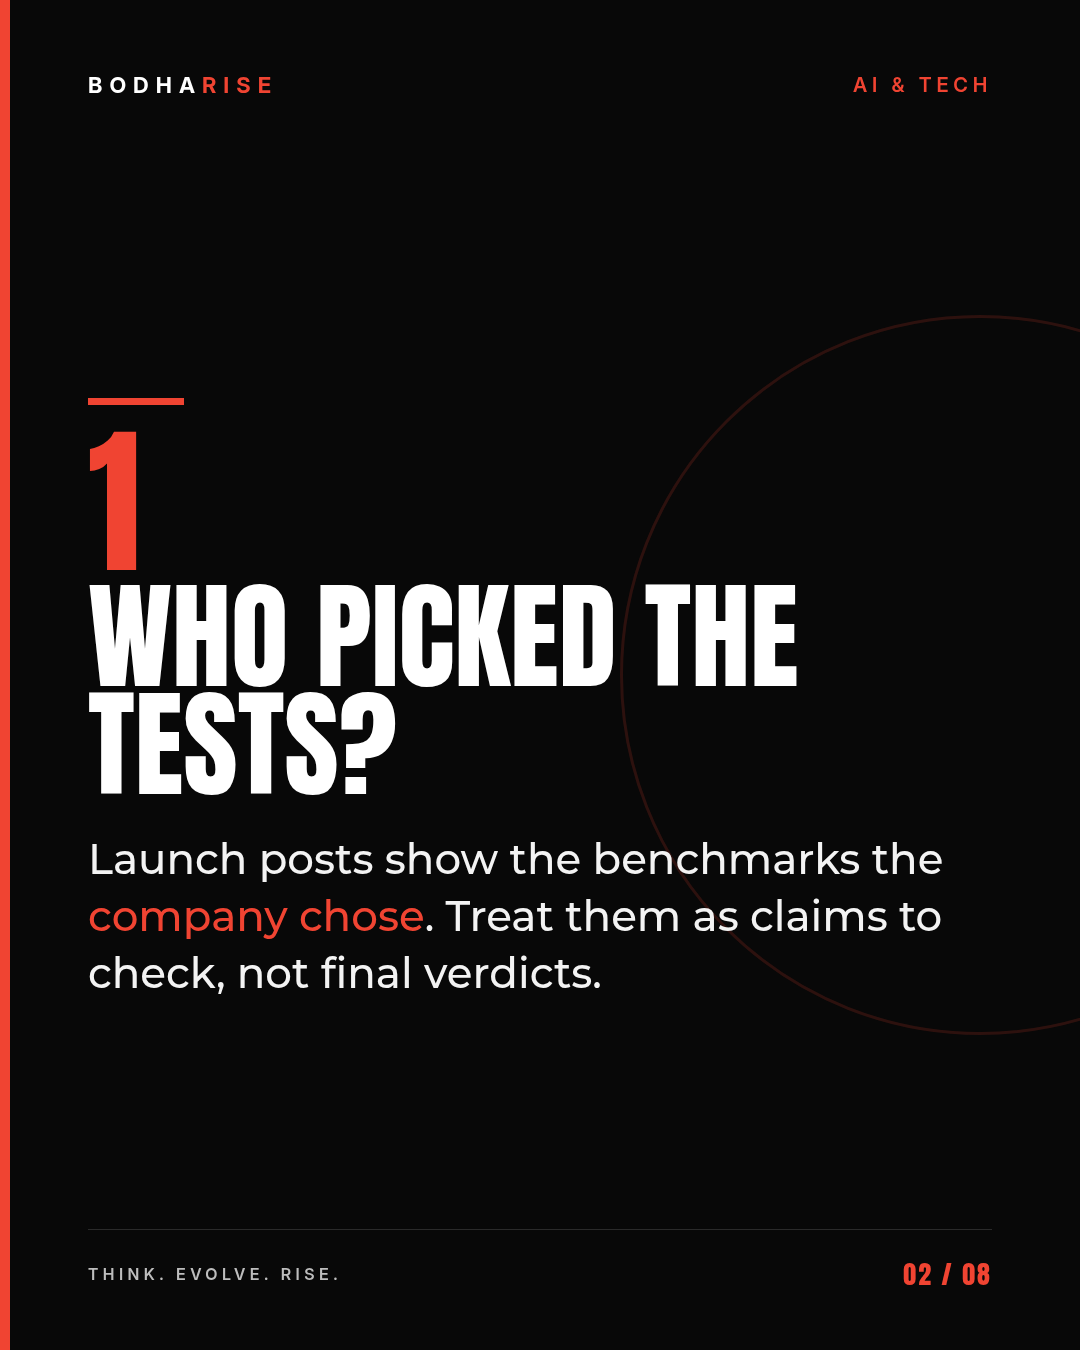 BODHARISE
AI & TECH
1
WHO PICKED THE
TESTS?
Launch posts show the benchmarks the
company chose. Treat them as claims to
check, not final verdicts.
THINK. EVOLVE. RISE.
02 / 08